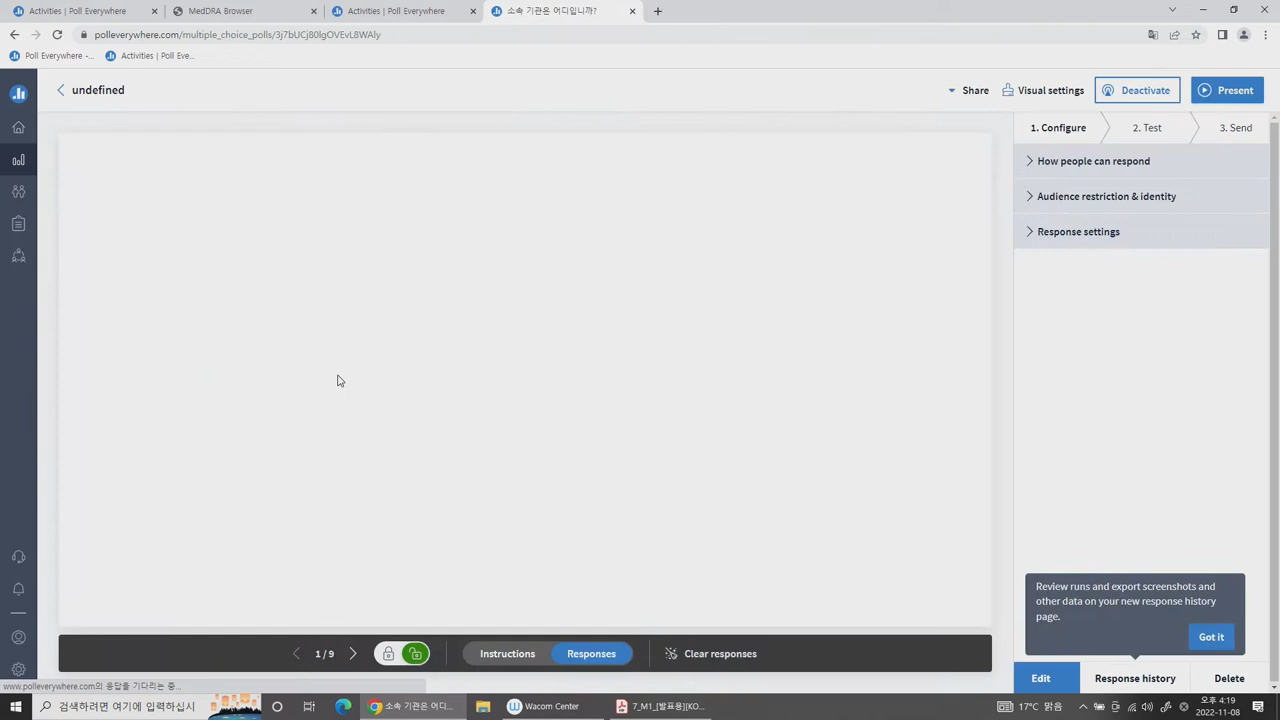 Activities | Poll Everywhere
MedDRA Browser
Activities | Poll Everywhere
소속 기관은 어디입니까?
polleverywhere.com/multiple_choice_polls/3j7bUCj80lgOVEvL8WAly
Poll Everywhere -...
Activities | Poll Eve...
undefined
Share
Visual settings
Deactivate
Present
1. Configure
2. Test
3. Send
How people can respond
Audience restriction & identity
Response settings
Review runs and export screenshots and
other data on your new response history
page.
Got it
1 / 9
Instructions
Responses
Clear responses
Edit
Response history
Delete
www.polleverywhere.com의 응답을 기다리는 중...
검색하려면 여기에 입력하십시
소속 기관은 어디...
Wacom Center
7_M1_[발표용][KO...
17°C 맑음
오후 4:19
2022-11-08